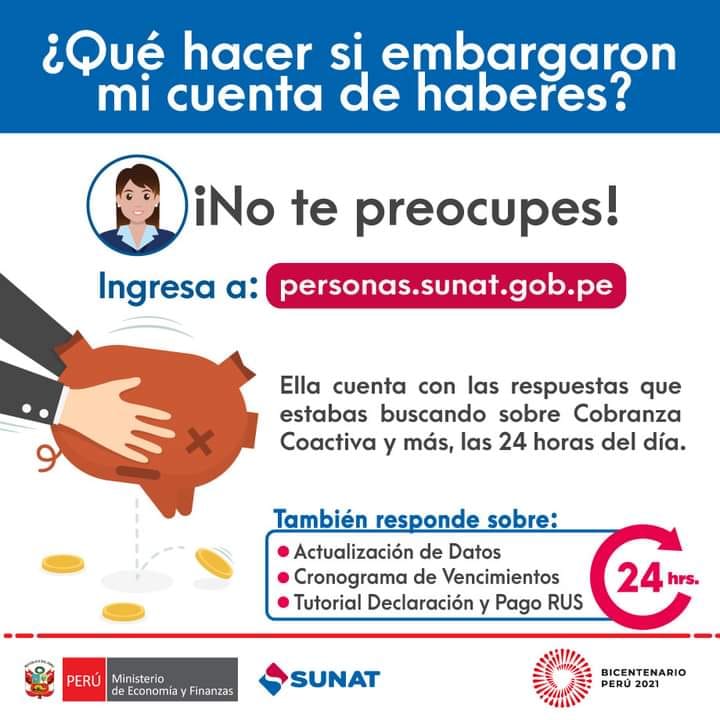 ¿Qué hacer si embargaron
mi cuenta de haberes?
¡No te preocupes!
Ingresa a: personas.sunat.gob.pe
Ella cuenta con las respuestas que
estabas buscando sobre Cobranza
Coactiva y más, las 24 horas del día.
También responde sobre:
Actualización de Datos
Cronograma de Vencimientos
Tutorial Declaración y Pago RUS
24 hrs.
PERÚ
Ministerio
de Economía y Finanzas
SUNAT
BICENTENARIO
PERÚ 2021